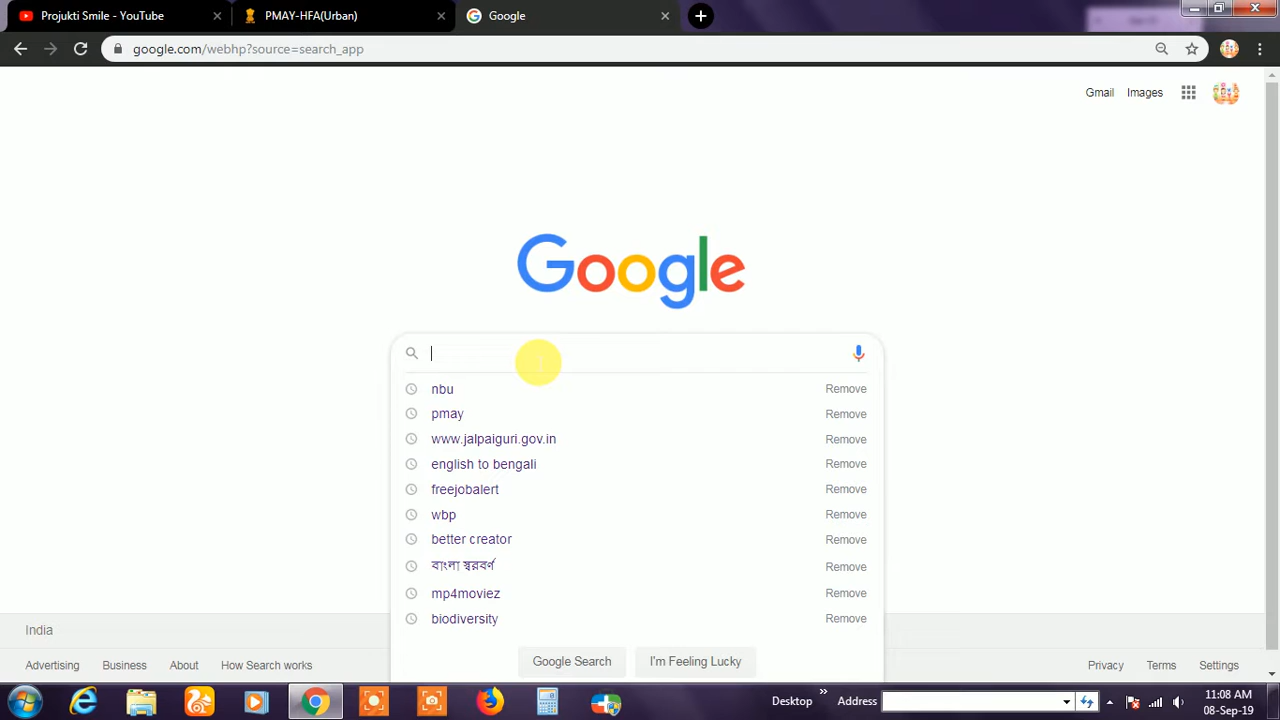 Projukti Smile - YouTube
PMAY-HFA(Urban)
Google
google.com/webhp?source=search_app
Gmail Images
Google
nbu Remove
pmay Remove
www.jalpaiguri.gov.in Remove
english to bengali Remove
freejobalert Remove
wbp Remove
better creator Remove
বাংলা স্বরবর্ণ Remove
mp4moviez Remove
biodiversity Remove
Google Search I'm Feeling Lucky
India
Advertising Business About How Search works Privacy Terms Settings
Desktop » Address 11:08 AM
08-Sep-19